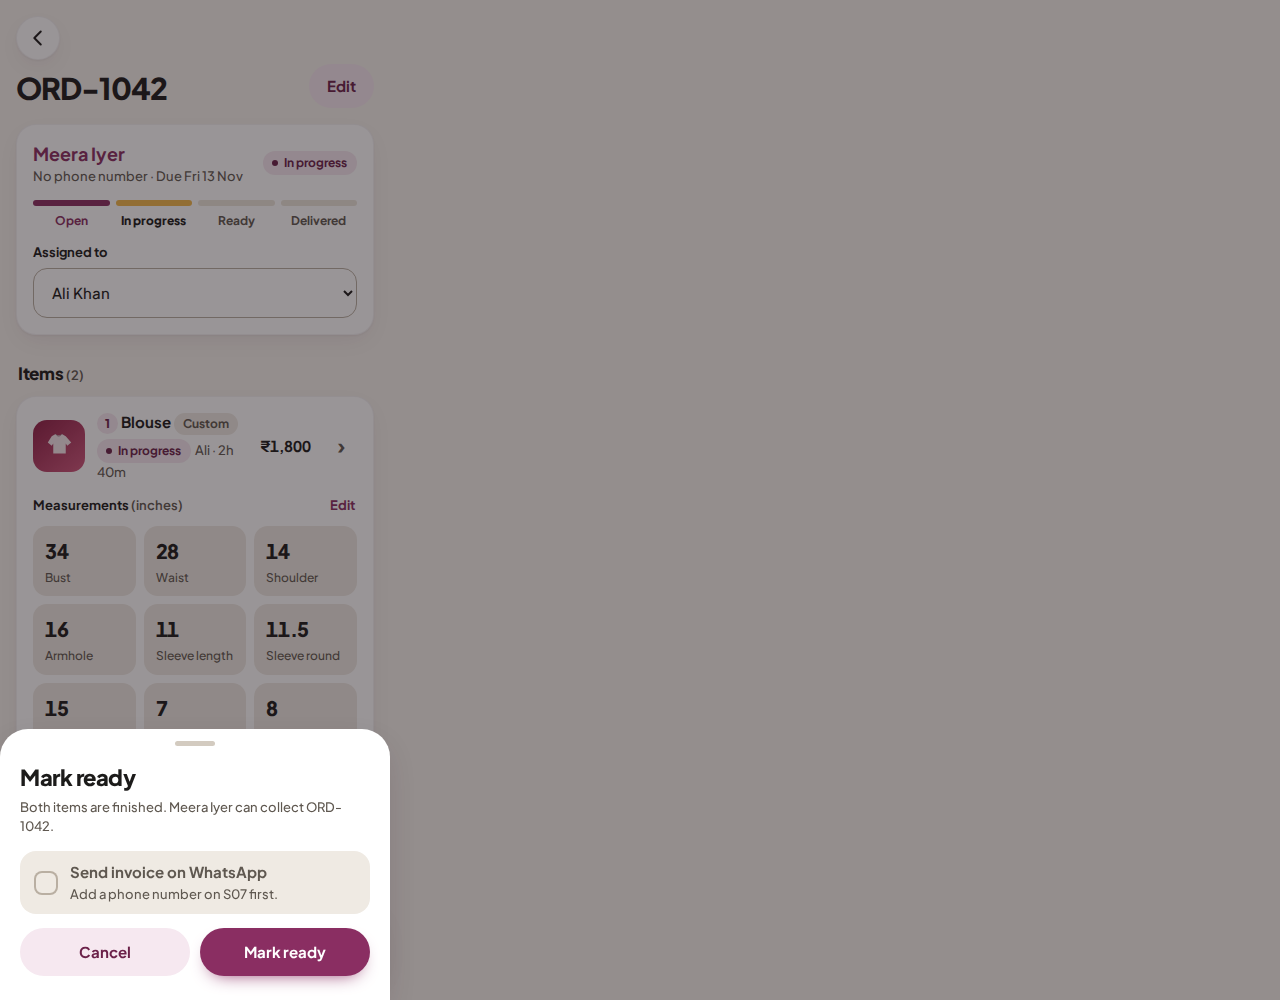 ORD-1042
Edit
Meera Iyer
No phone number · Due Fri 13 Nov
In progress
Open
In progress
Ready
Delivered
Assigned to
Ali Khan
Items (2)
1 Blouse Custom
In progress Ali · 2h
40m
₹1,800
Measurements (inches)
Edit
34
Bust
28
Waist
14
Shoulder
16
Armhole
11
Sleeve length
11.5
Sleeve round
15
7
8
Mark ready
Both items are finished. Meera Iyer can collect ORD-
1042.
Send invoice on WhatsApp
Add a phone number on S07 first.
Cancel
Mark ready